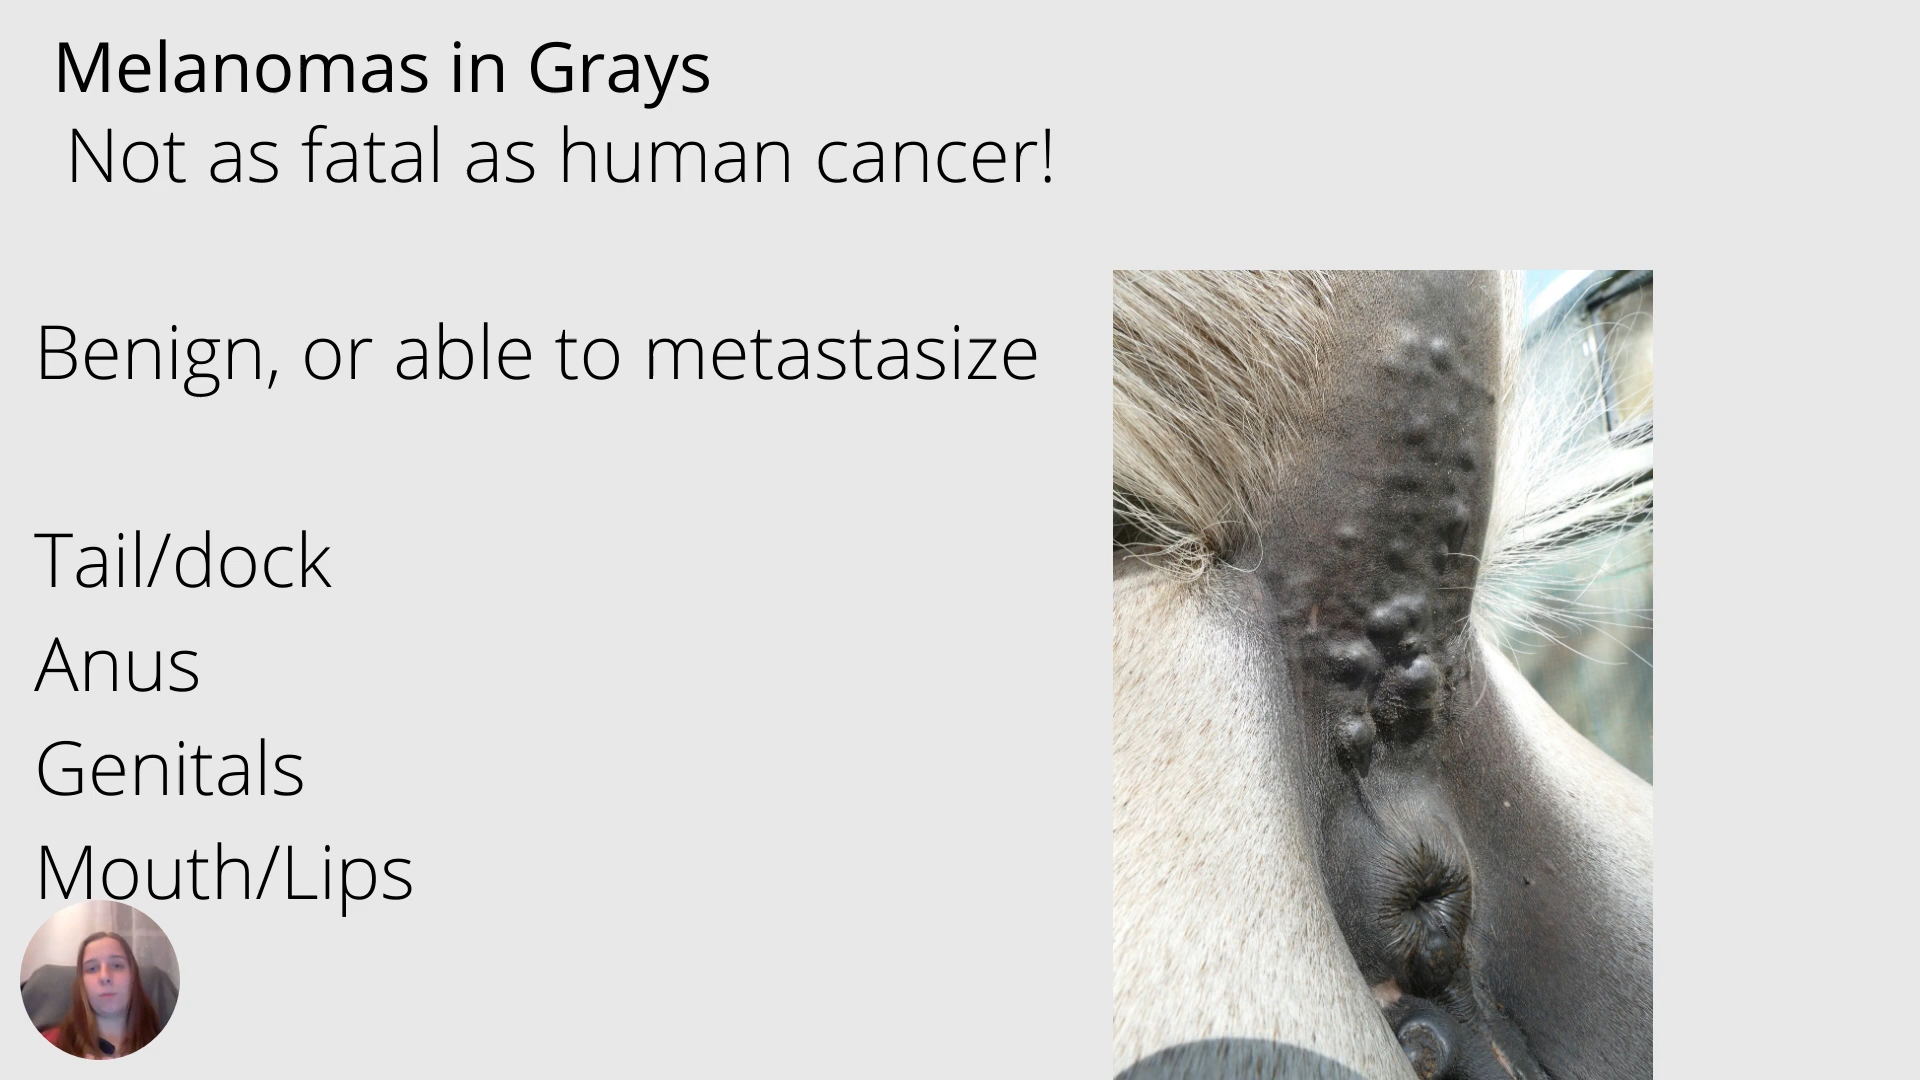 Melanomas in Grays
Not as fatal as human cancer!
Benign, or able to metastasize
Tail/dock
Anus
Genitals
Mouth/Lips